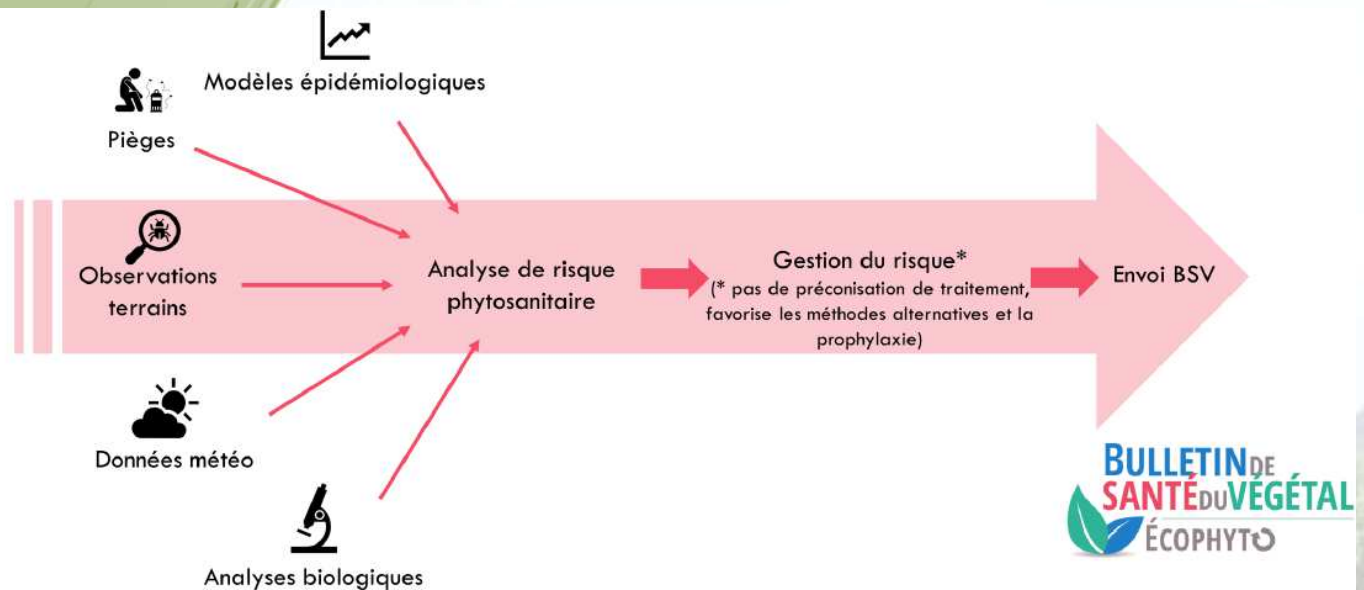 Modèles épidémiologiques
Pièges
Observations
terrains
Données météo
Analyses biologiques
Analyse de risque
phytosanitaire
Gestion du risque*
(* pas de préconisation de traitement,
favorise les méthodes alternatives et la
prophylaxie)
Envoi BSV
BULLETIN DE
SANTÉ DU VÉGÉTAL
ÉCOPHYTO